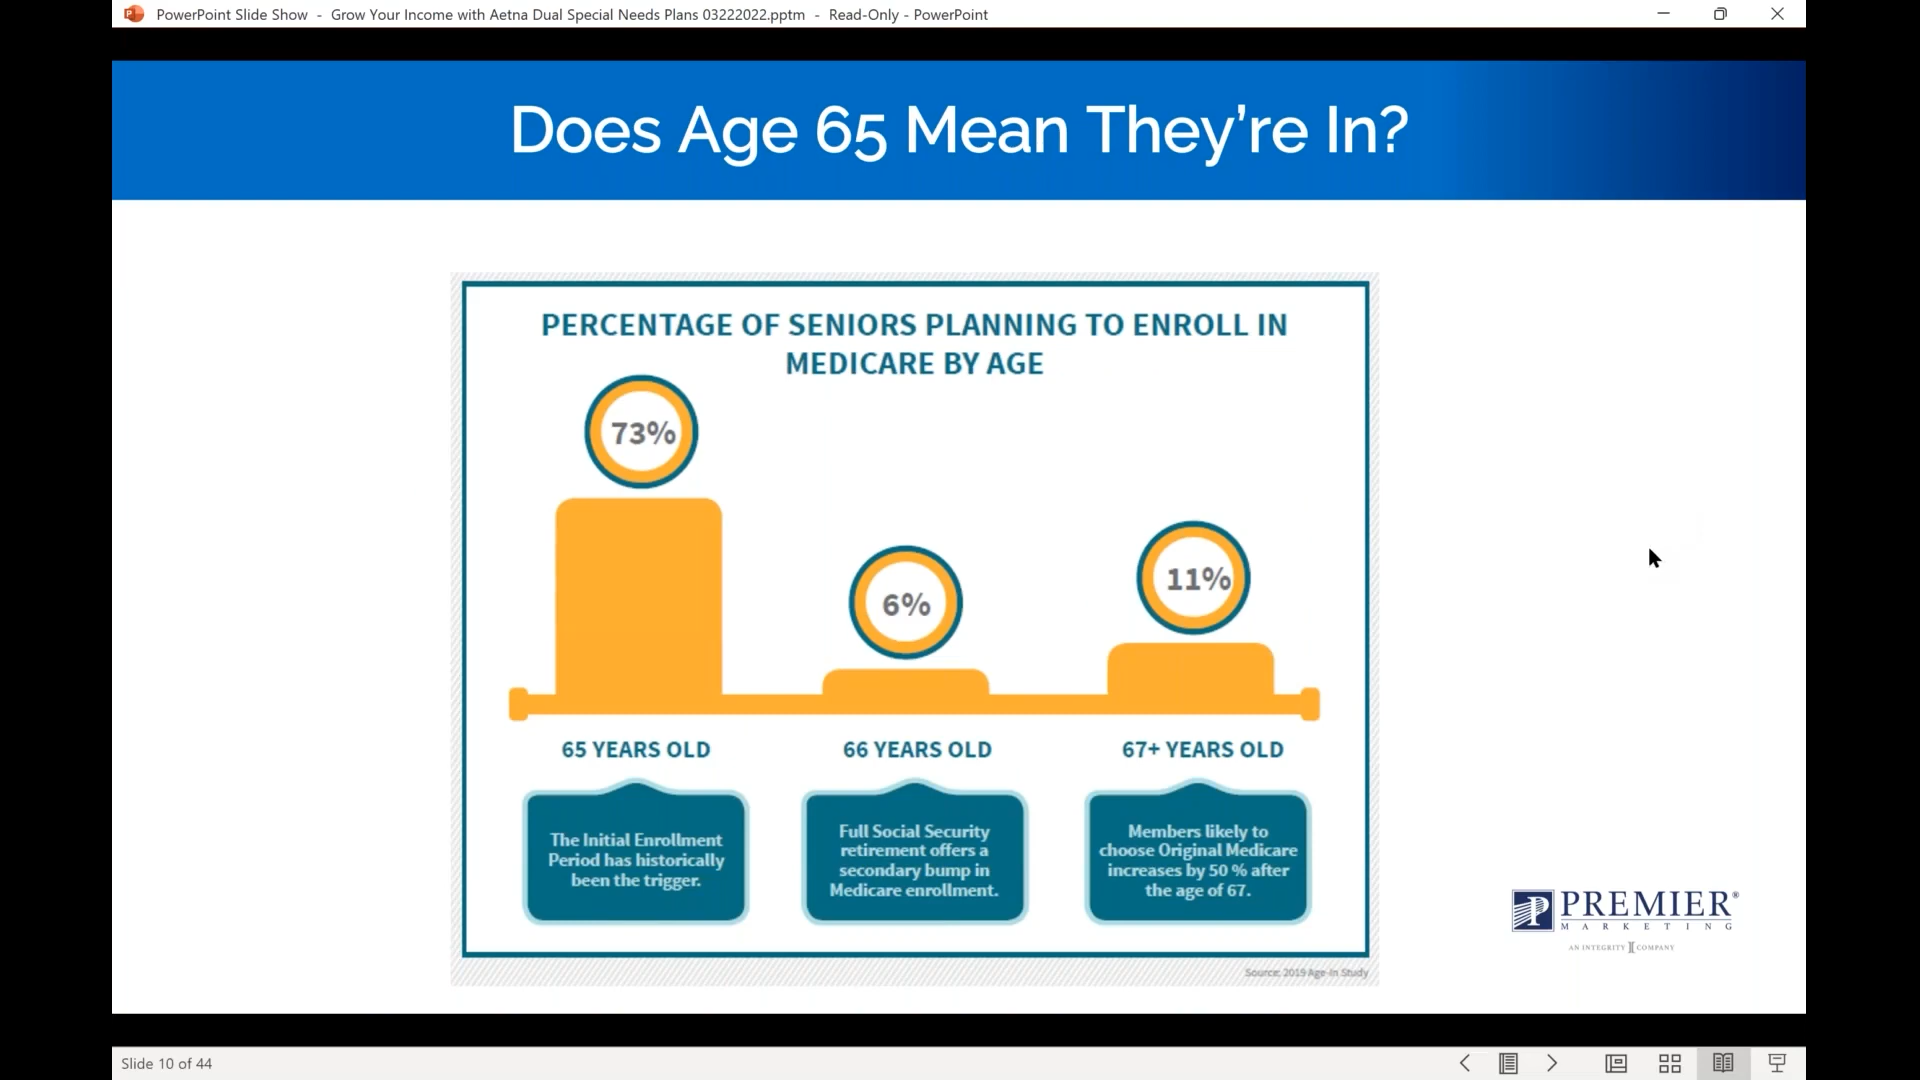 PowerPoint Slide Show - Grow Your Income with Aetna Dual Special Needs Plans 03222022.pptm - Read-Only - PowerPoint
Does Age 65 Mean They're In?
PERCENTAGE OF SENIORS PLANNING TO ENROLL IN
MEDICARE BY AGE
73%
6%
11%
65 YEARS OLD
66 YEARS OLD
67+ YEARS OLD
The Initial Enrollment
Period has historically
been the trigger.
Full Social Security
retirement offers a
secondary bump in
Medicare enrollment.
Members likely to
choose Original Medicare
increases by 50 % after
the age of 67.
Source: 2019 Age-In Study
PREMIER®
MARKETING
AN INTEGRITY COMPANY
Slide 10 of 44